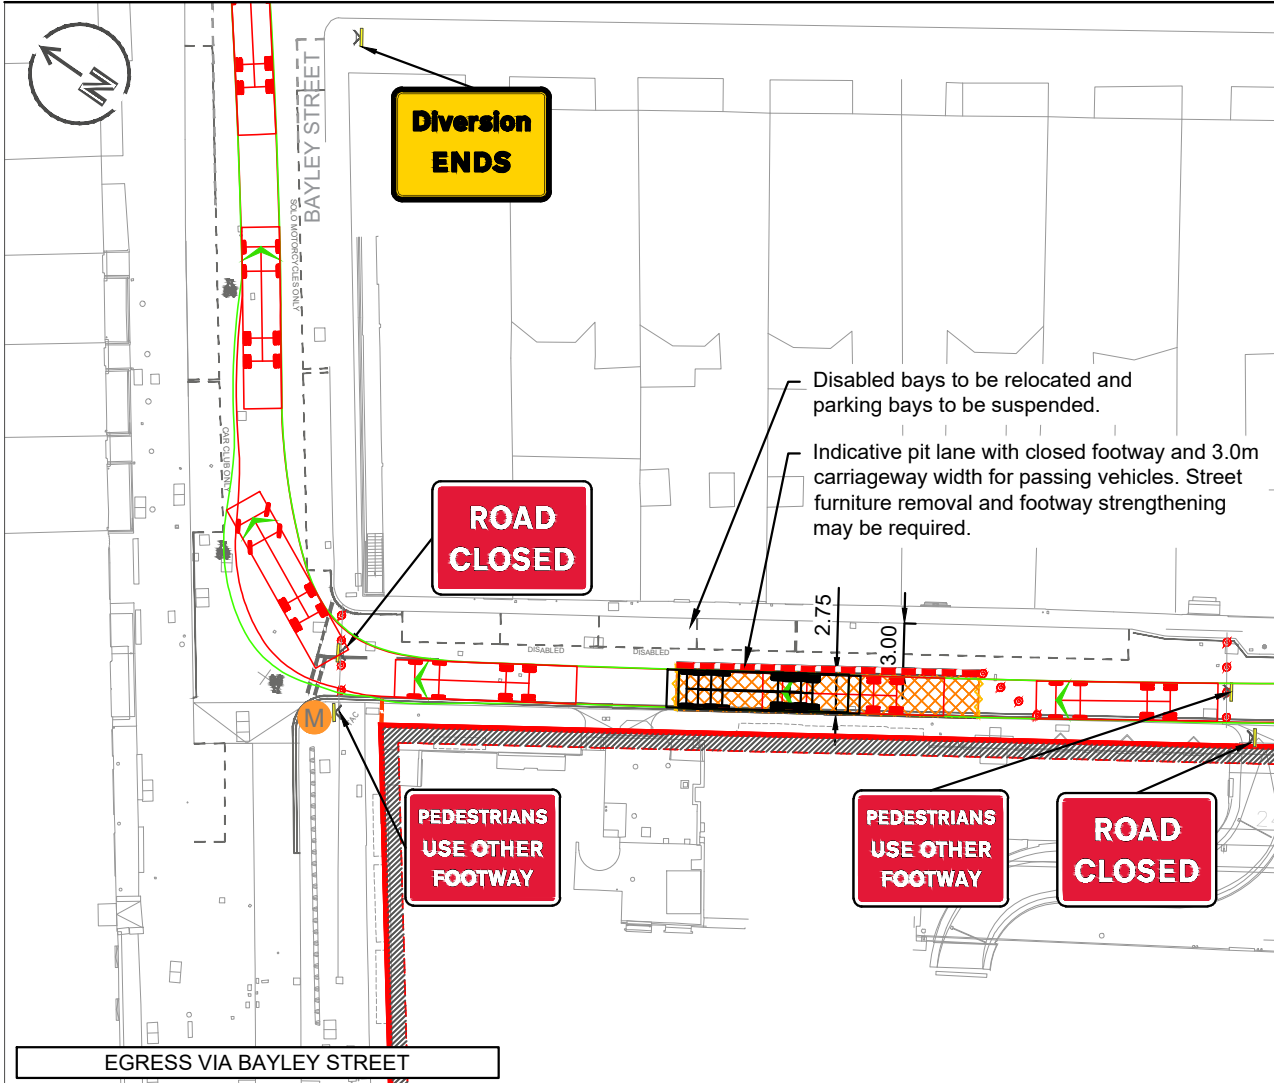 N
BAYLEY STREET
Diversion
ENDS
SOLO MOTORCYCLES ONLY
CAR CLUB ONLY
Disabled bays to be relocated and
parking bays to be suspended.
Indicative pit lane with closed footway and 3.0m
carriageway width for passing vehicles. Street
furniture removal and footway strengthening
may be required.
ROAD
CLOSED
2.75
3.00
DISABLED
DISABLED
M
PEDESTRIANS
USE OTHER
FOOTWAY
PEDESTRIANS
USE OTHER
FOOTWAY
ROAD
CLOSED
EGRESS VIA BAYLEY STREET